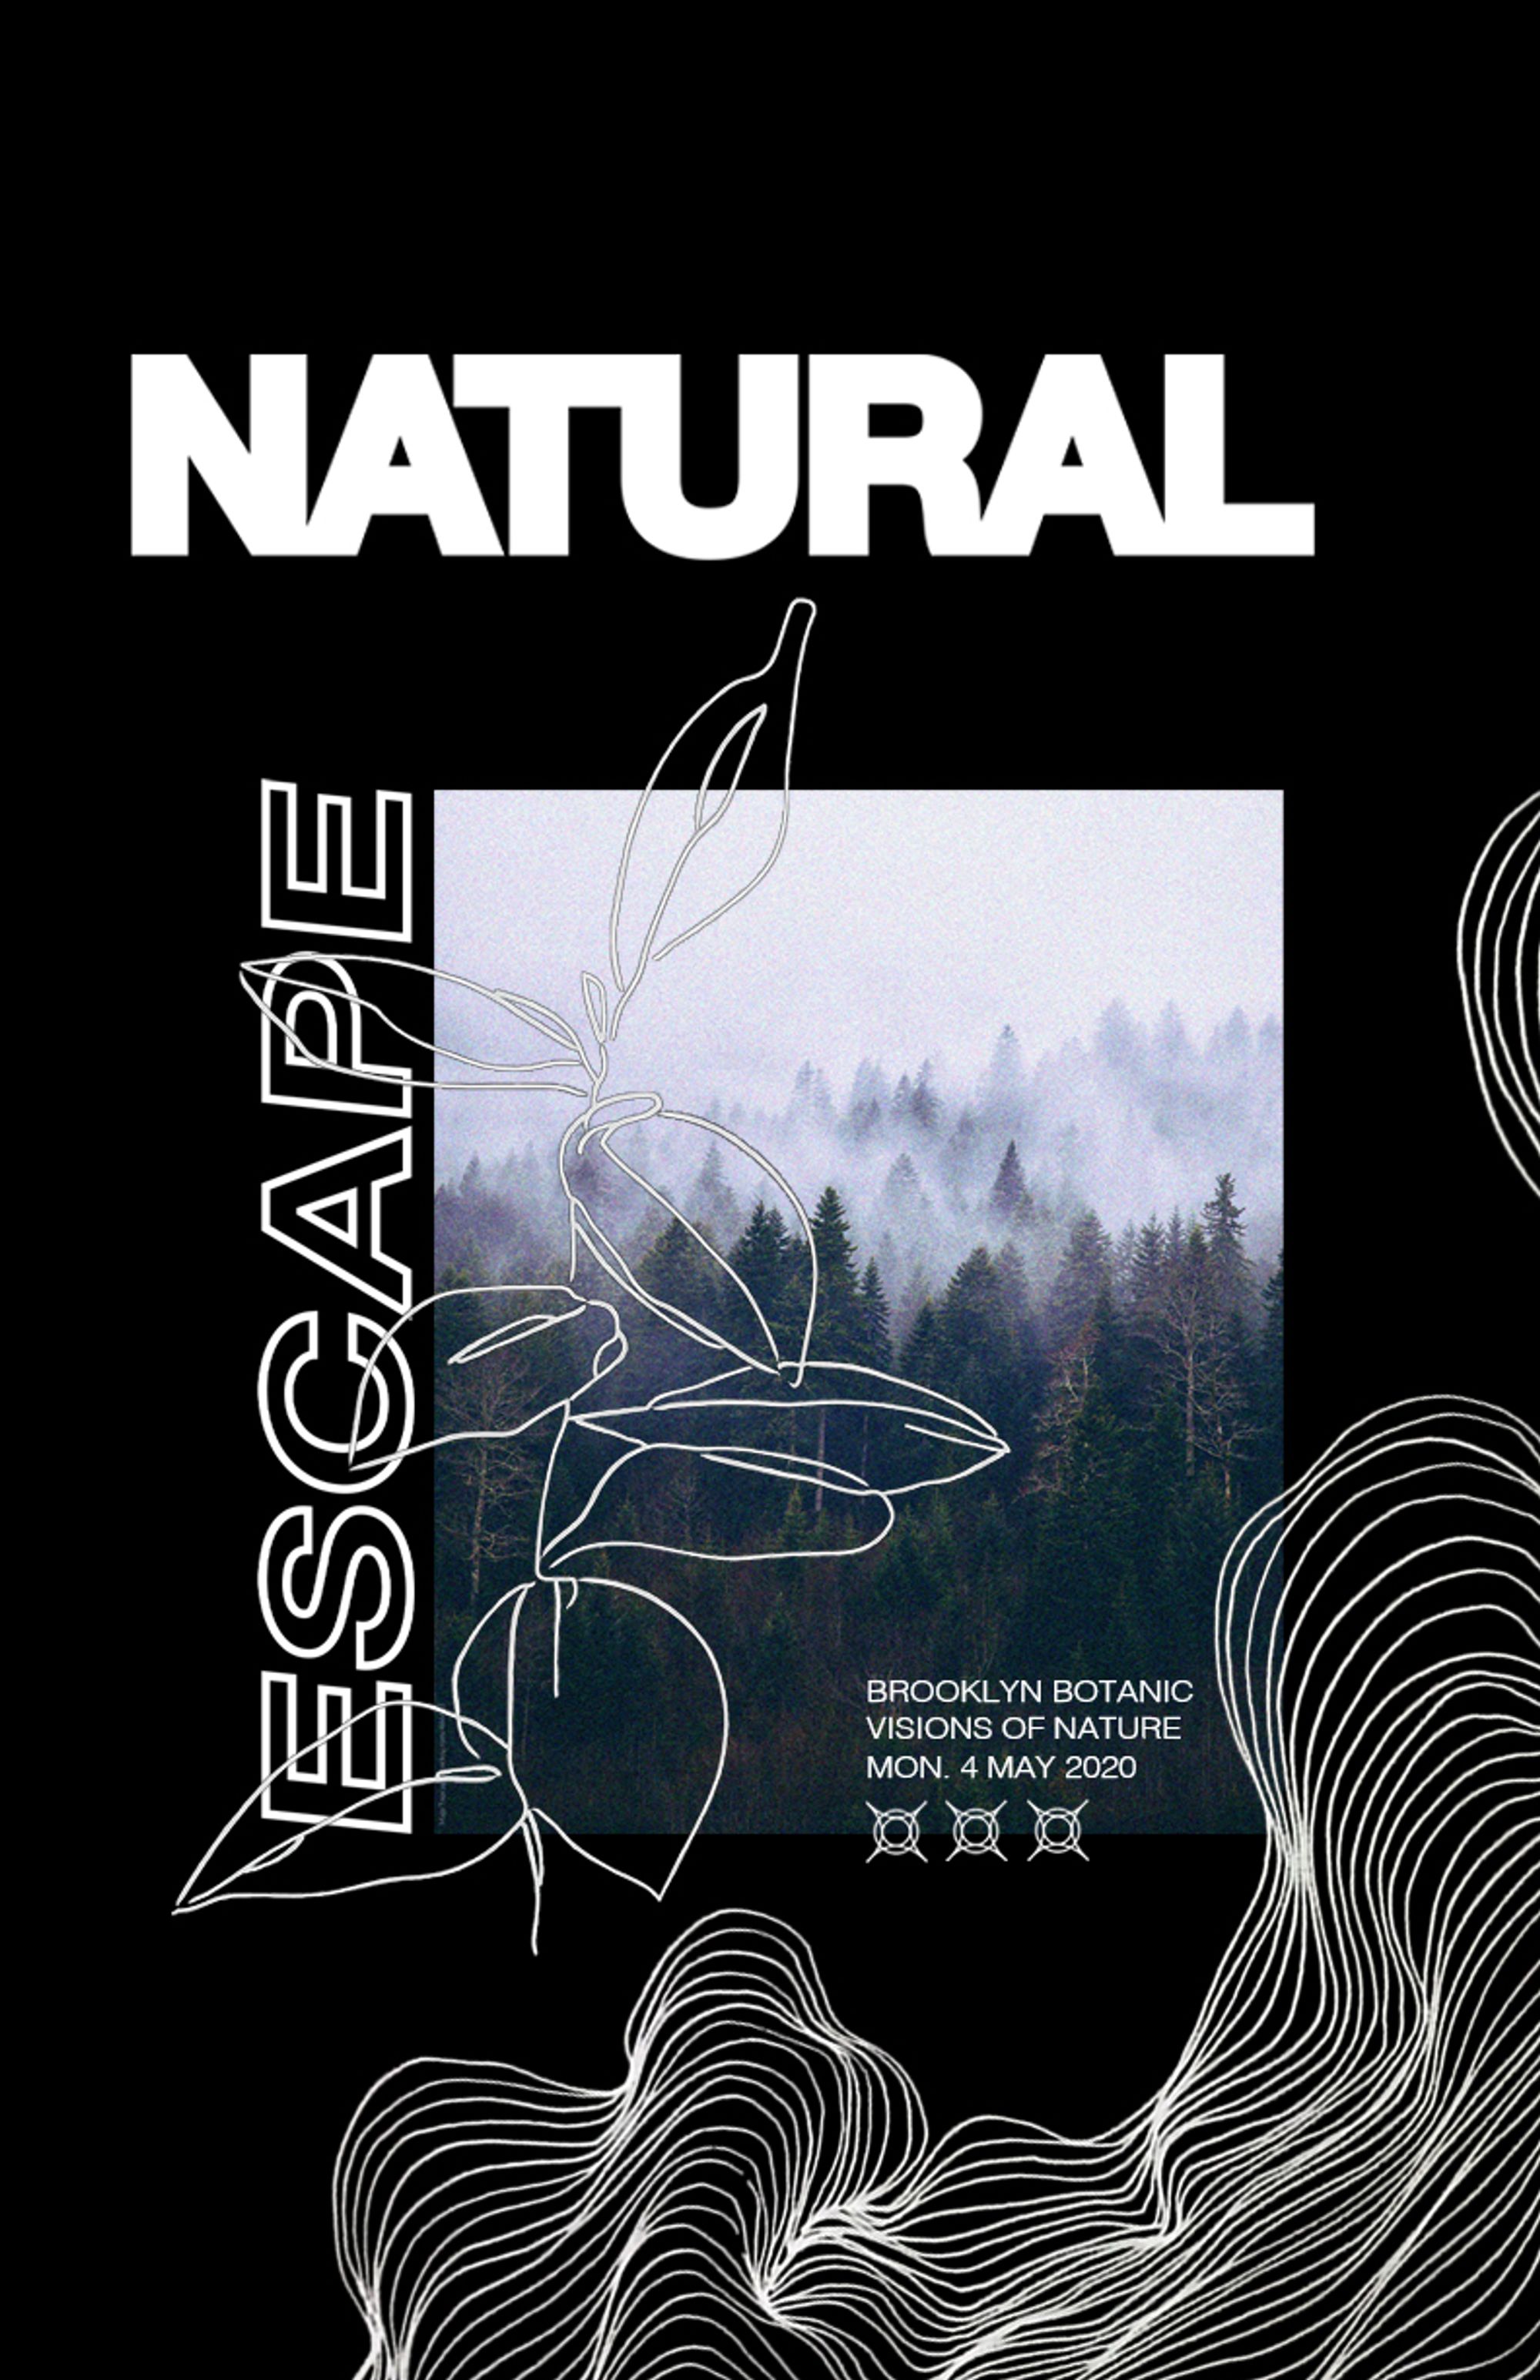 NATURAL
ESCAPE
BROOKLYN BOTANIC
VISIONS OF NATURE
MON. 4 MAY 2020